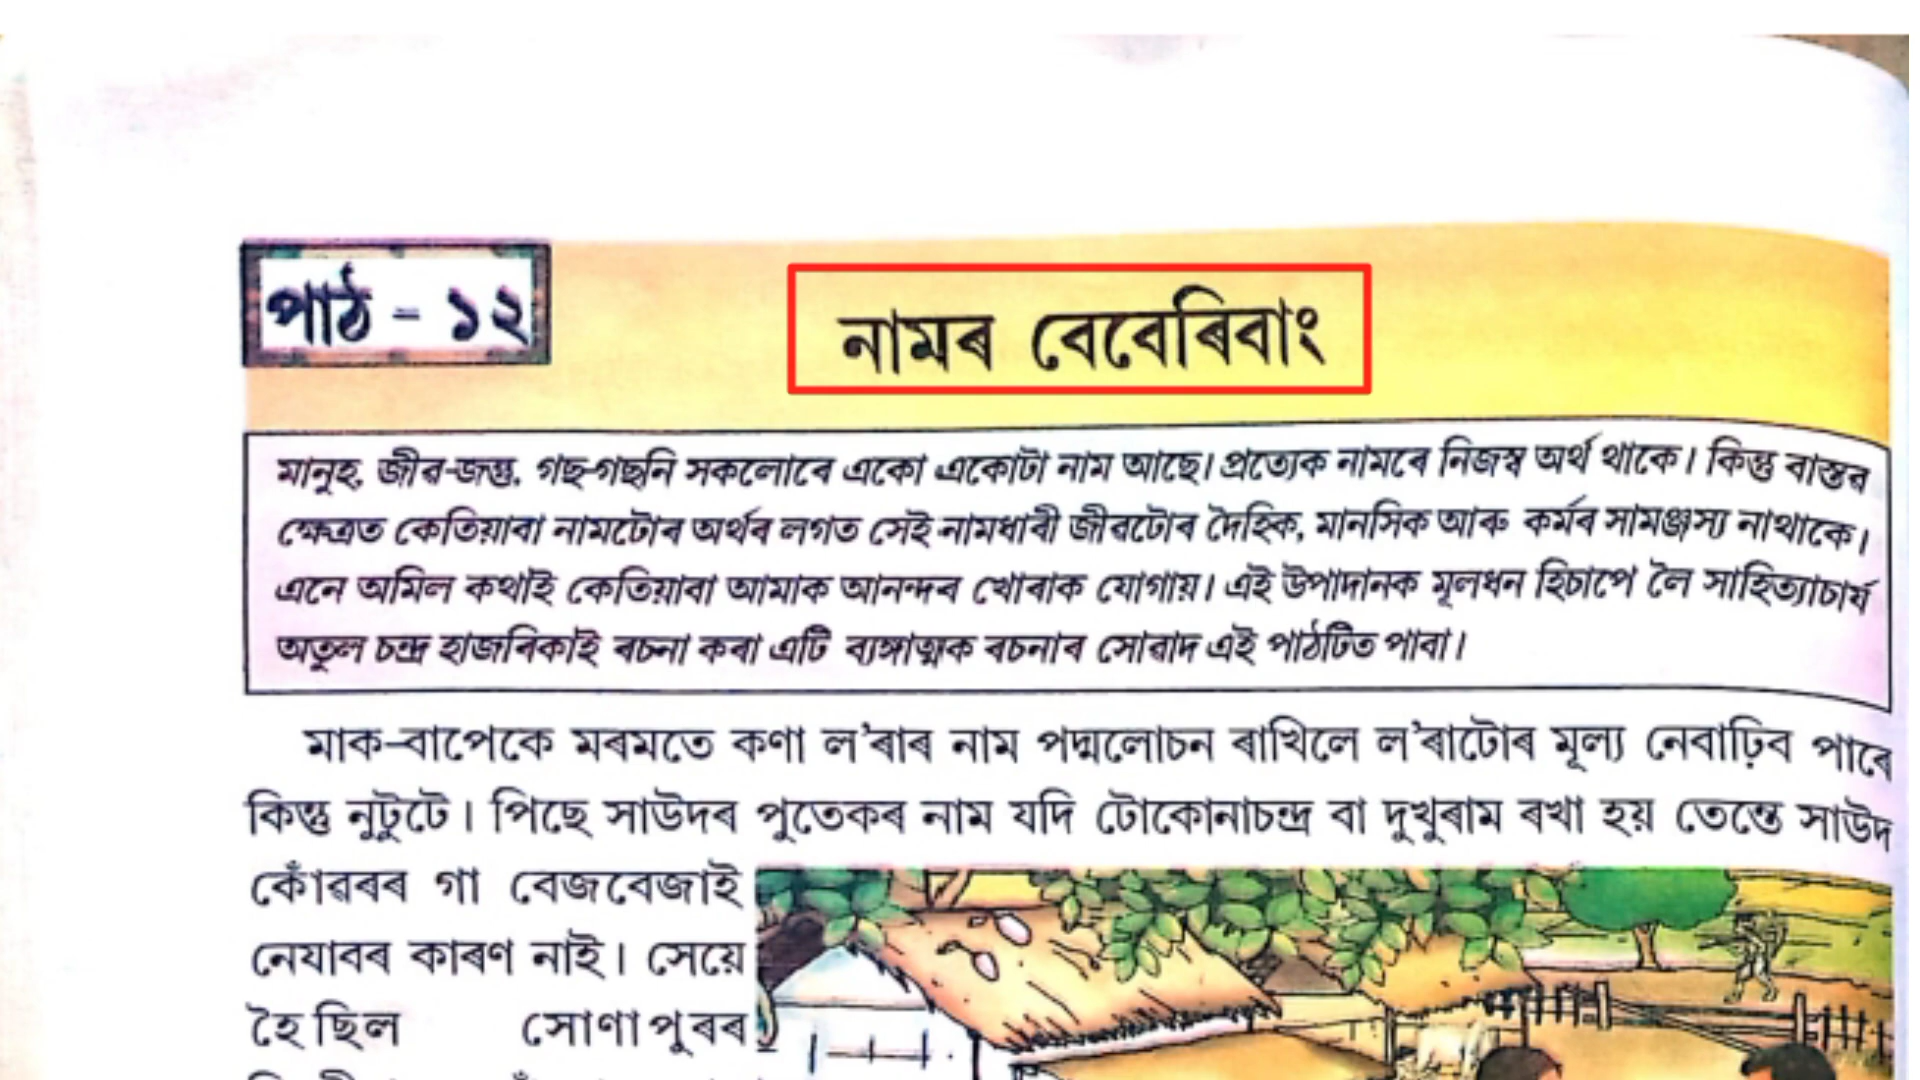 পাঠ - ১২
নামৰ বেবেৰিবাং
মানুহ, জীৱ-জন্তু, গছ-গছনি সকলোৰে একো একোটা নাম আছে। প্ৰত্যেক নামৰে নিজস্ব অৰ্থ থাকে। কিন্তু বাস্তৱ
ক্ষেত্ৰত কেতিয়াবা নামটোৰ অৰ্থৰ লগত সেই নামধাৰী জীৱটোৰ দৈহিক, মানসিক আৰু কৰ্মৰ সামঞ্জস্য নাথাকে।
এনে অমিল কথাই কেতিয়াবা আমাক আনন্দৰ খোৰাক যোগায়। এই উপাদানক মূলধন হিচাপে লৈ সাহিত্যাচাৰ্য
অতুল চন্দ্ৰ হাজৰিকাই ৰচনা কৰা এটি ব্যঙ্গাত্মক ৰচনাৰ সোৱাদ এই পাঠটিত পাবা।
মাক-বাপেকে মৰমতে কণা ল'ৰাৰ নাম পদ্মলোচন ৰাখিলে ল'ৰাটোৰ মূল্য নেবাঢ়িব পাৰে
কিন্তু নুটুটে। পিছে সাউদৰ পুতেকৰ নাম যদি টোকোনাচন্দ্ৰ বা দুখুৰাম ৰখা হয় তেন্তে সাউদ
কোঁৱৰৰ গা বেজবেজাই
নেযাবৰ কাৰণ নাই। সেয়ে
হৈছিল সোণাপুৰৰ